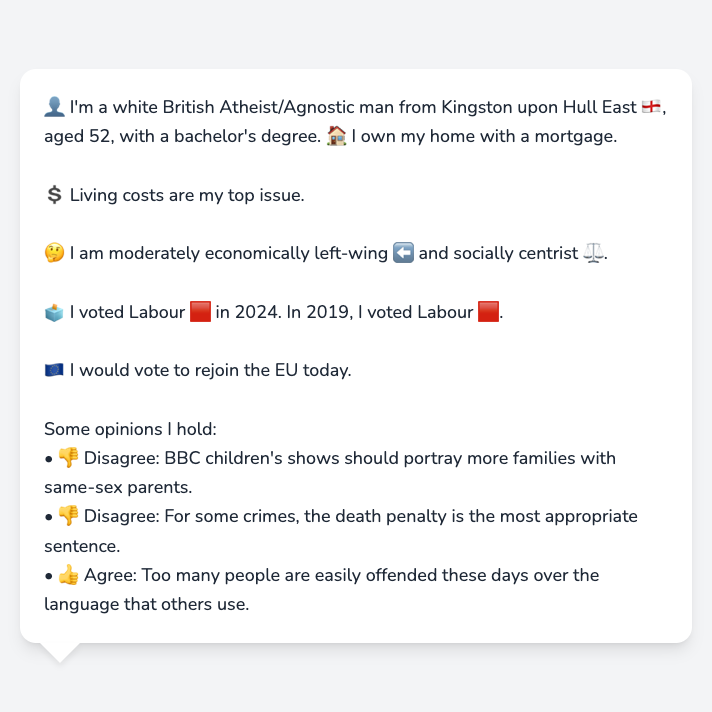 👤 I'm a white British Atheist/Agnostic man from Kingston upon Hull East 🏴󠁧󠁢󠁥󠁮󠁧󠁿,
aged 52, with a bachelor's degree. 🏠 I own my home with a mortgage.
💲 Living costs are my top issue.
🤔 I am moderately economically left-wing ⬅️ and socially centrist ⚖️.
🗳️ I voted Labour 🟥 in 2024. In 2019, I voted Labour 🟥.
🇪🇺 I would vote to rejoin the EU today.
Some opinions I hold:
• 👎 Disagree: BBC children's shows should portray more families with
same-sex parents.
• 👎 Disagree: For some crimes, the death penalty is the most appropriate
sentence.
• 👍 Agree: Too many people are easily offended these days over the
language that others use.